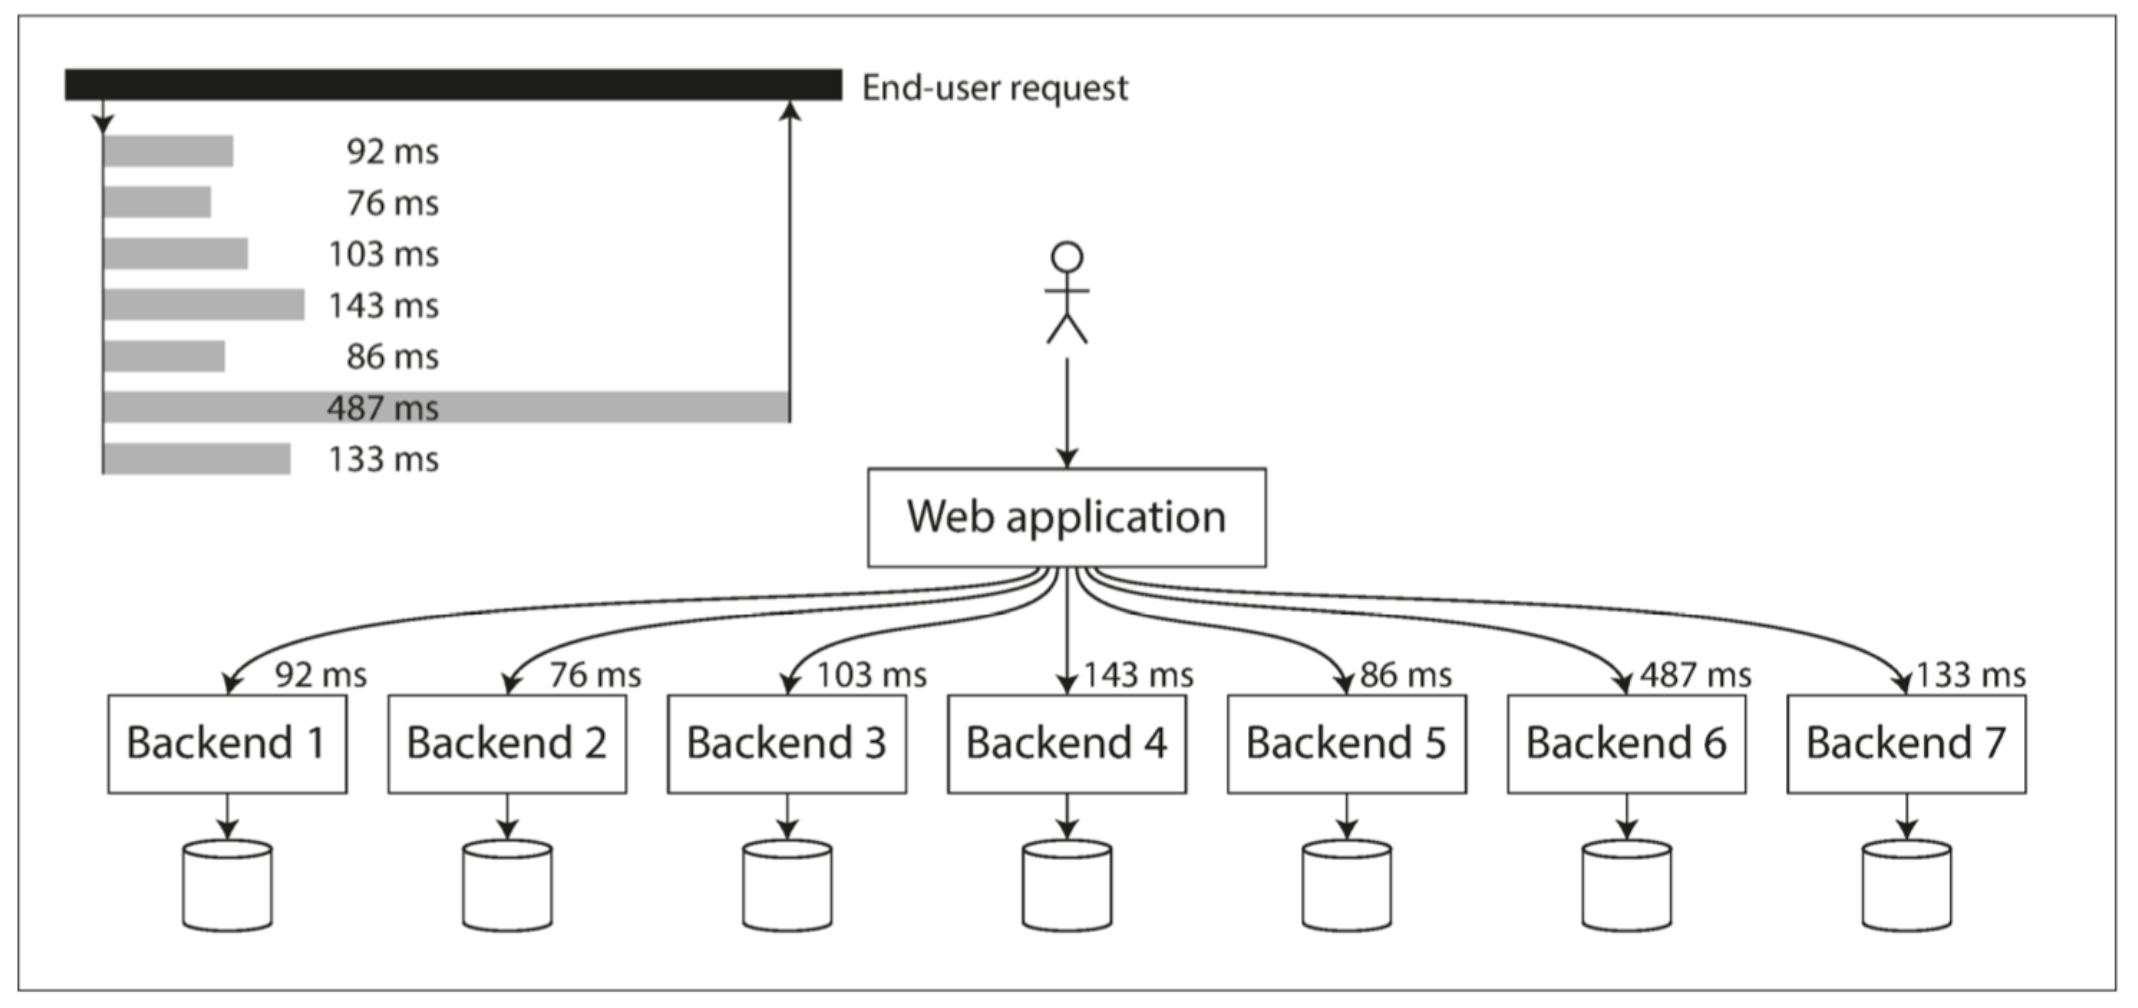 End-user request
92 ms
76 ms
103 ms
143 ms
86 ms
487 ms
133 ms
Web application
92 ms
76 ms
103 ms
143 ms
86 ms
487 ms
133 ms
Backend 1
Backend 2
Backend 3
Backend 4
Backend 5
Backend 6
Backend 7